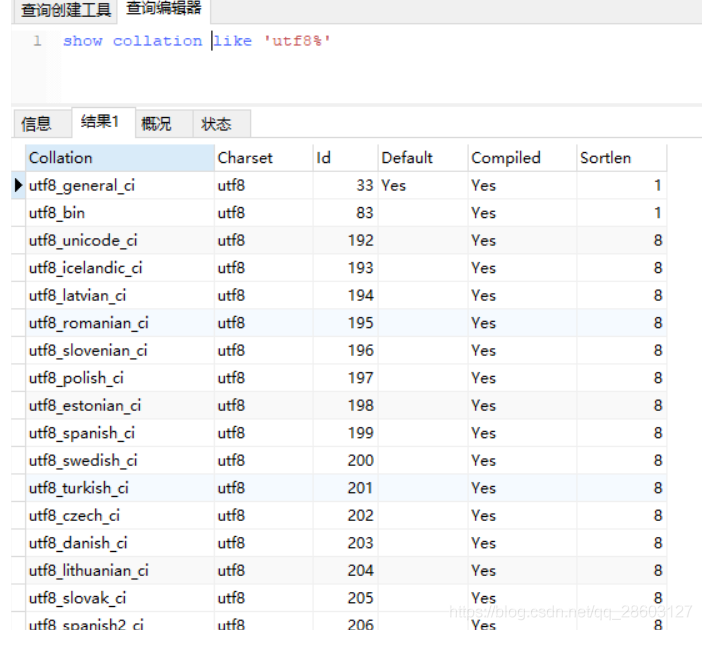 查询创建工具 查询编辑器
1 show collation like 'utf8%'
信息 结果1 概况 状态
Collation Charset Id Default Compiled Sortlen
utf8_general_ci utf8 33 Yes Yes 1
utf8_bin utf8 83 Yes 1
utf8_unicode_ci utf8 192 Yes 8
utf8_icelandic_ci utf8 193 Yes 8
utf8_latvian_ci utf8 194 Yes 8
utf8_romanian_ci utf8 195 Yes 8
utf8_slovenian_ci utf8 196 Yes 8
utf8_polish_ci utf8 197 Yes 8
utf8_estonian_ci utf8 198 Yes 8
utf8_spanish_ci utf8 199 Yes 8
utf8_swedish_ci utf8 200 Yes 8
utf8_turkish_ci utf8 201 Yes 8
utf8_czech_ci utf8 202 Yes 8
utf8_danish_ci utf8 203 Yes 8
utf8_lithuanian_ci utf8 204 Yes 8
utf8_slovak_ci utf8 205 Yes 8
https://blog.csdn.net/qq_28603127
utf8_spanish2_ci utf8 206 Yes 8